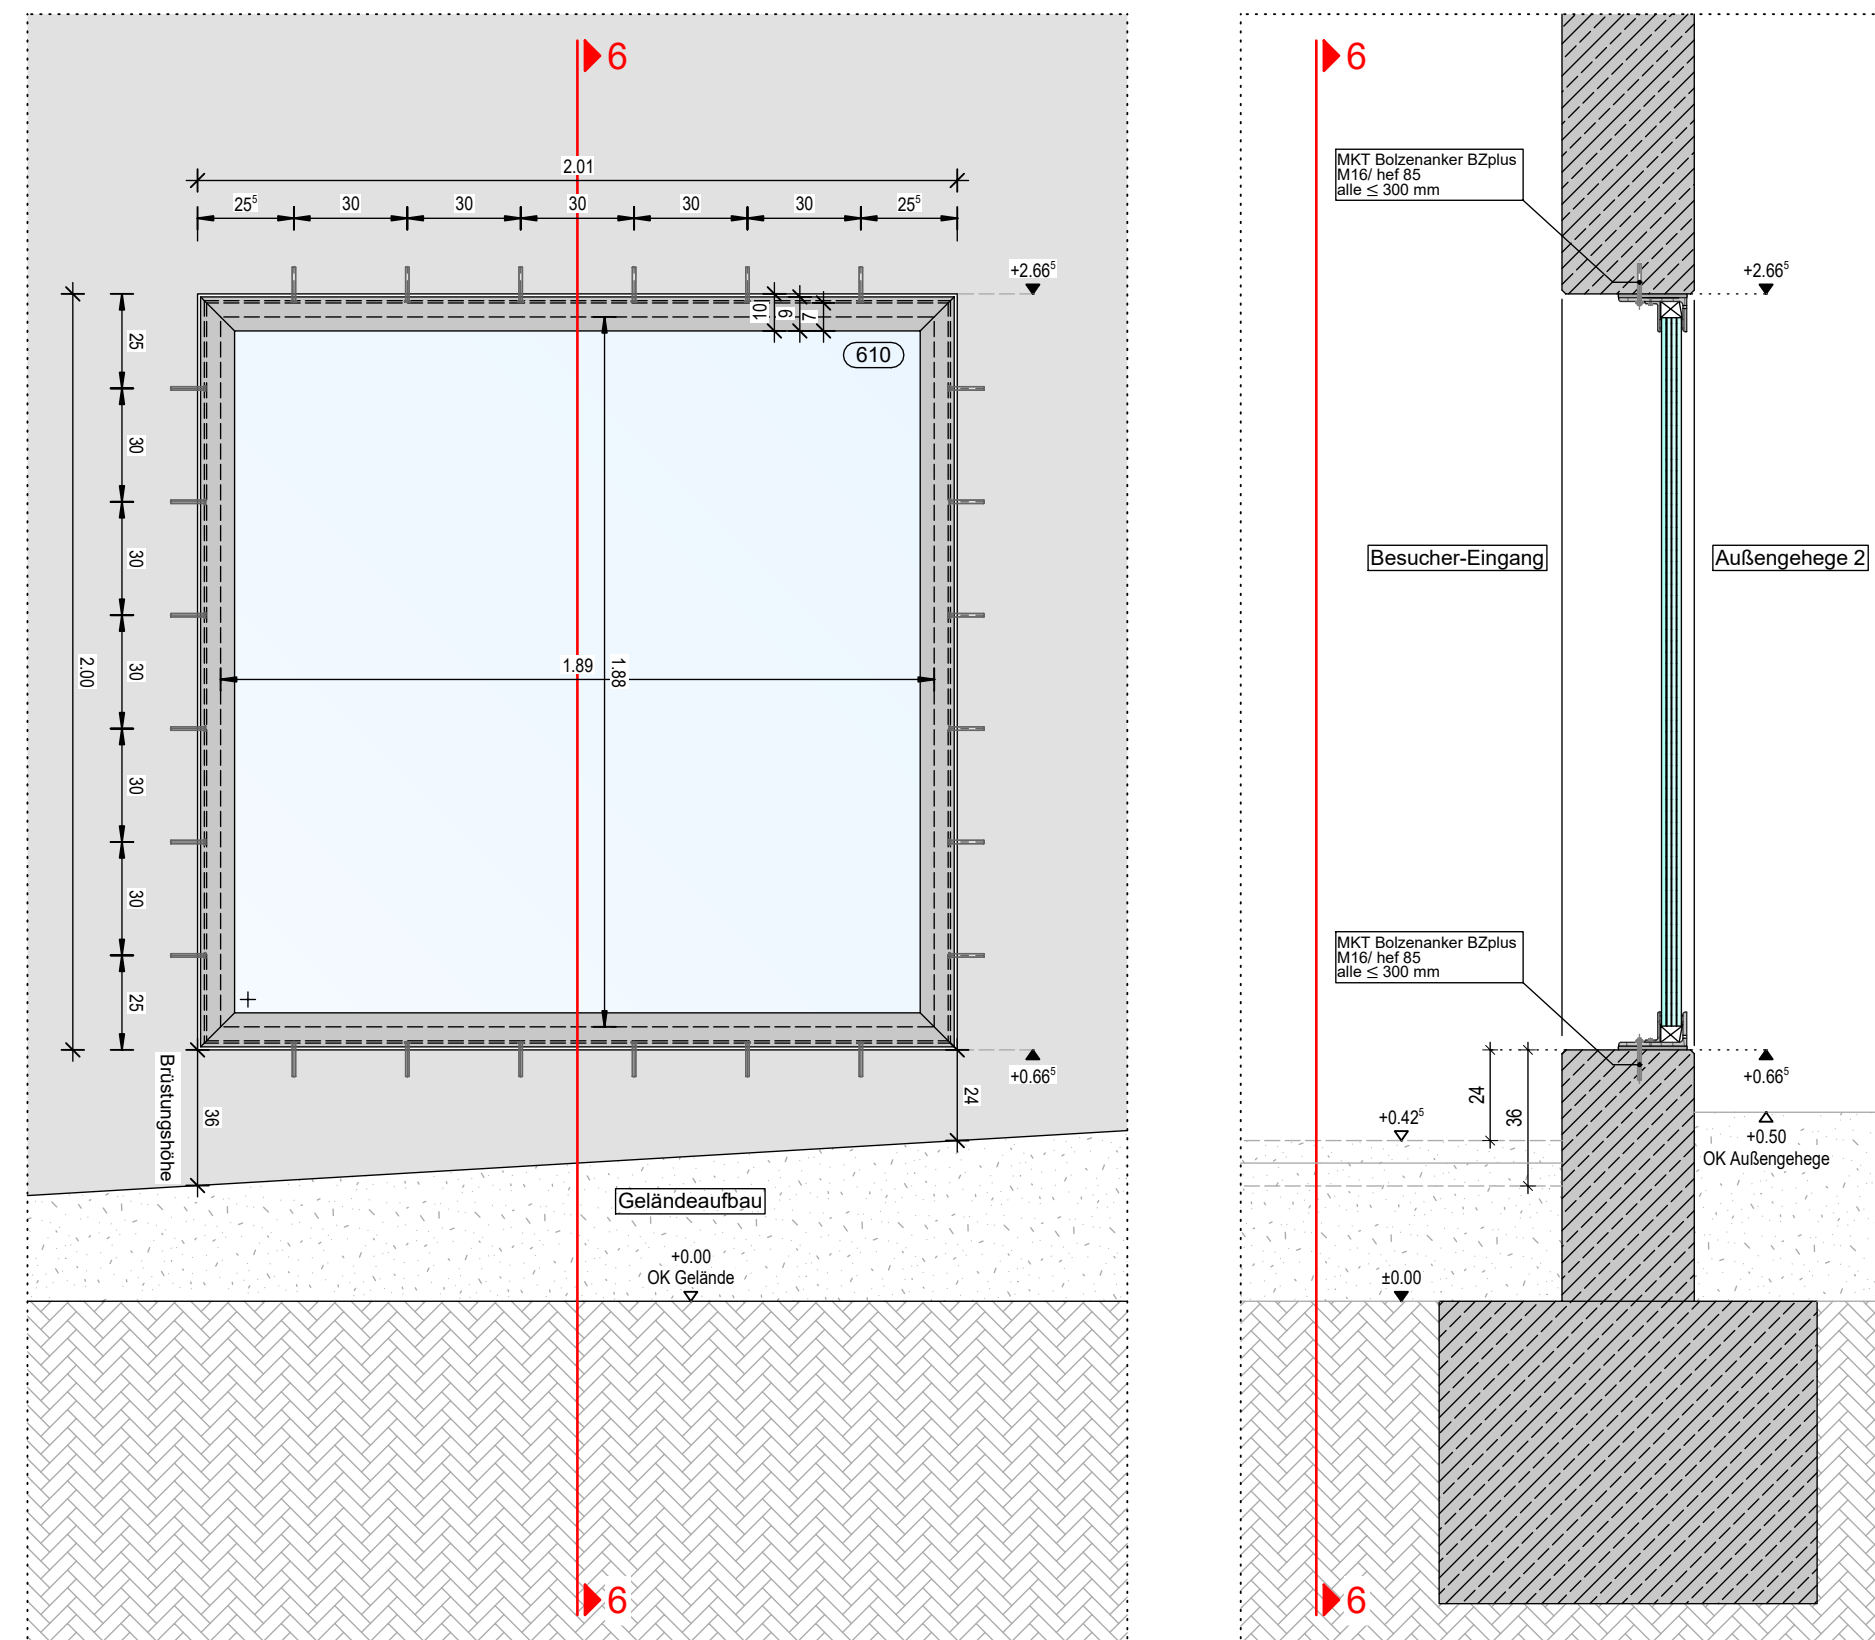 6
2.01
25⁵ 30 30 30 30 30 25⁵
+2.66⁵
10 9 7
610
25
30
30
30
30
30
25
2.00
1.89
1.88
+0.66⁵
Brüstungshöhe
36
24
Geländeaufbau
+0.00
OK Gelände
6
6
MKT Bolzenanker BZplus
M16/ hef 85
alle ≤ 300 mm
+2.66⁵
Besucher-Eingang
Außengehege 2
MKT Bolzenanker BZplus
M16/ hef 85
alle ≤ 300 mm
+0.66⁵
24
36
+0.42⁵
+0.50
OK Außengehege
±0.00
6